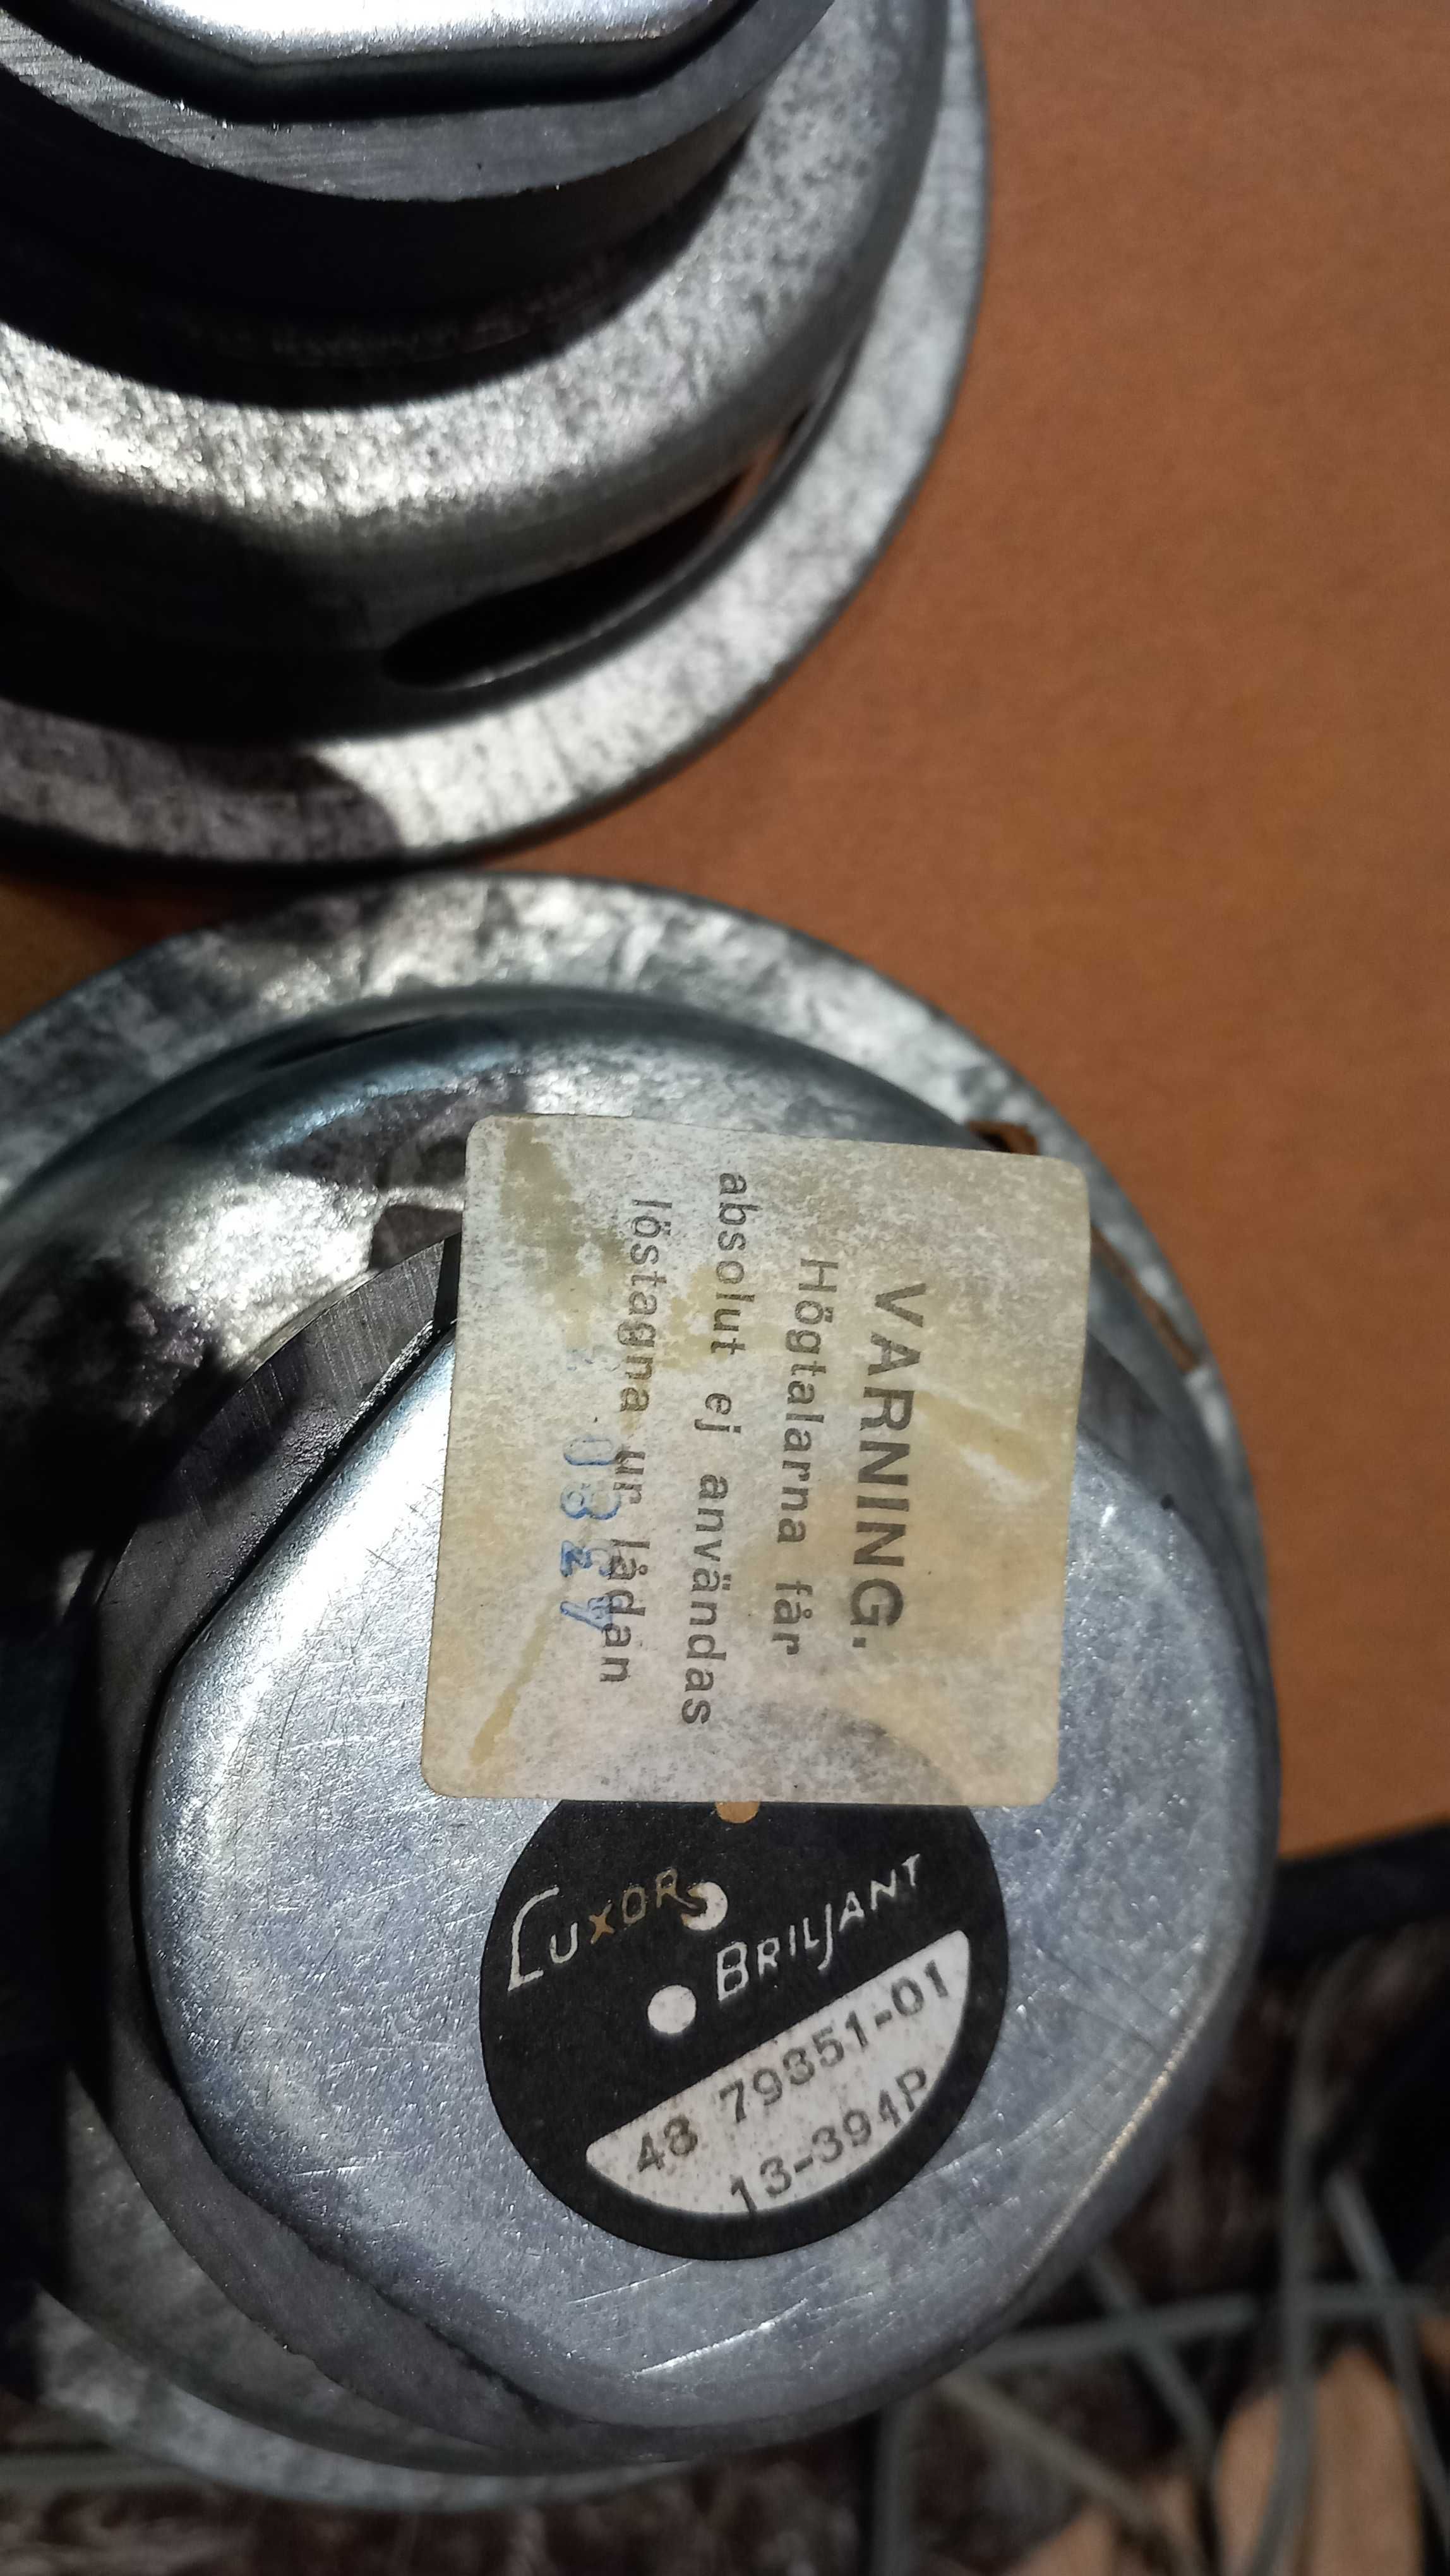 VARNING.
Högtalarna får
absolut ej användas
löstagna ur lådan
LUXOR
BRILJANT
48 79851-01
13-394P